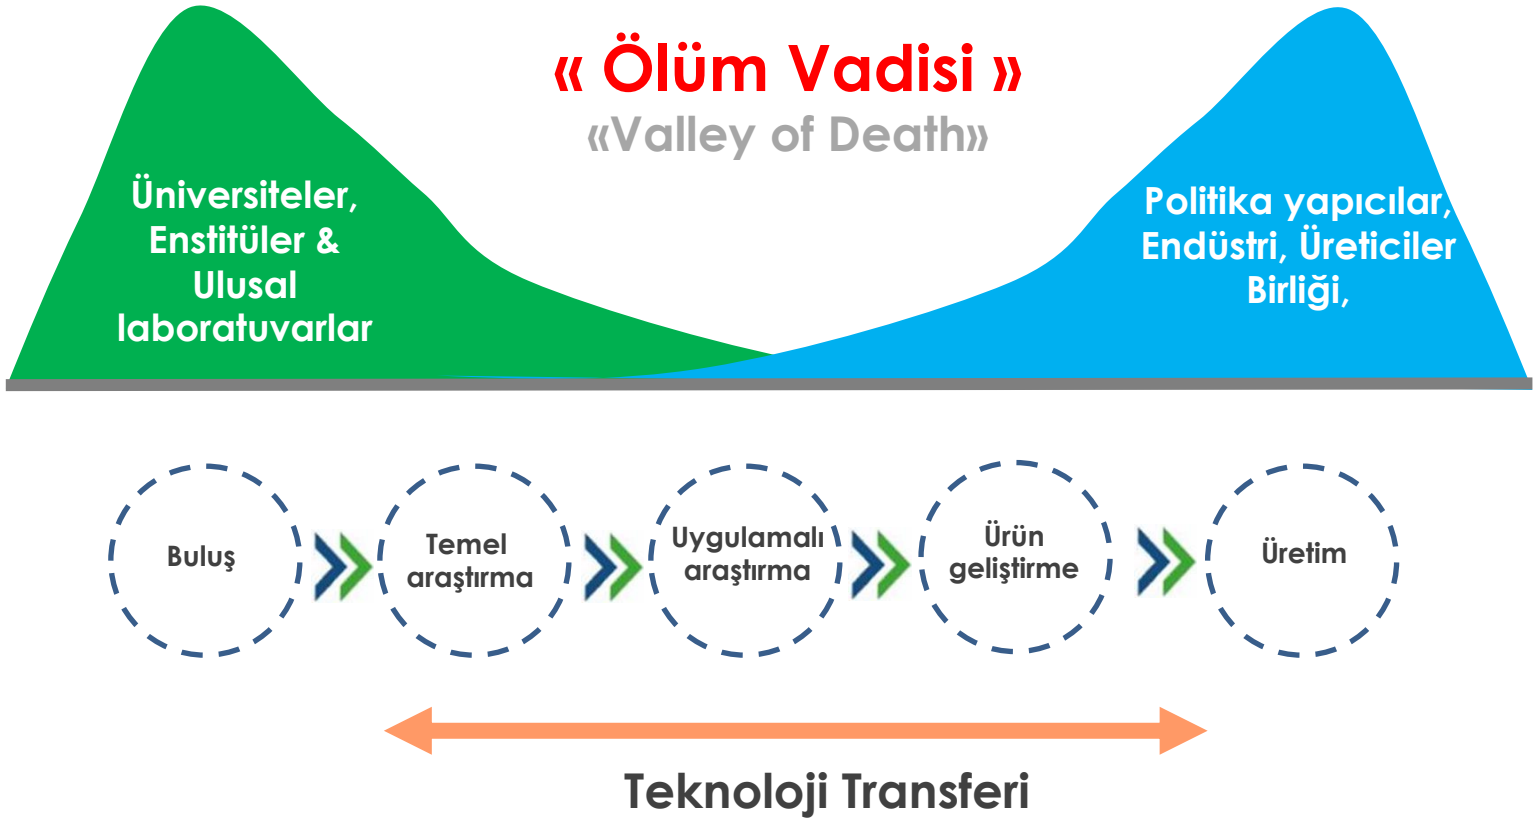 « Ölüm Vadisi »
«Valley of Death»
Üniversiteler,
Enstitüler &
Ulusal
laboratuvarlar
Politika yapıcılar,
Endüstri, Üreticiler
Birliği,
Buluş
Temel
araştırma
Uygulamalı
araştırma
Ürün
geliştirme
Üretim
Teknoloji Transferi